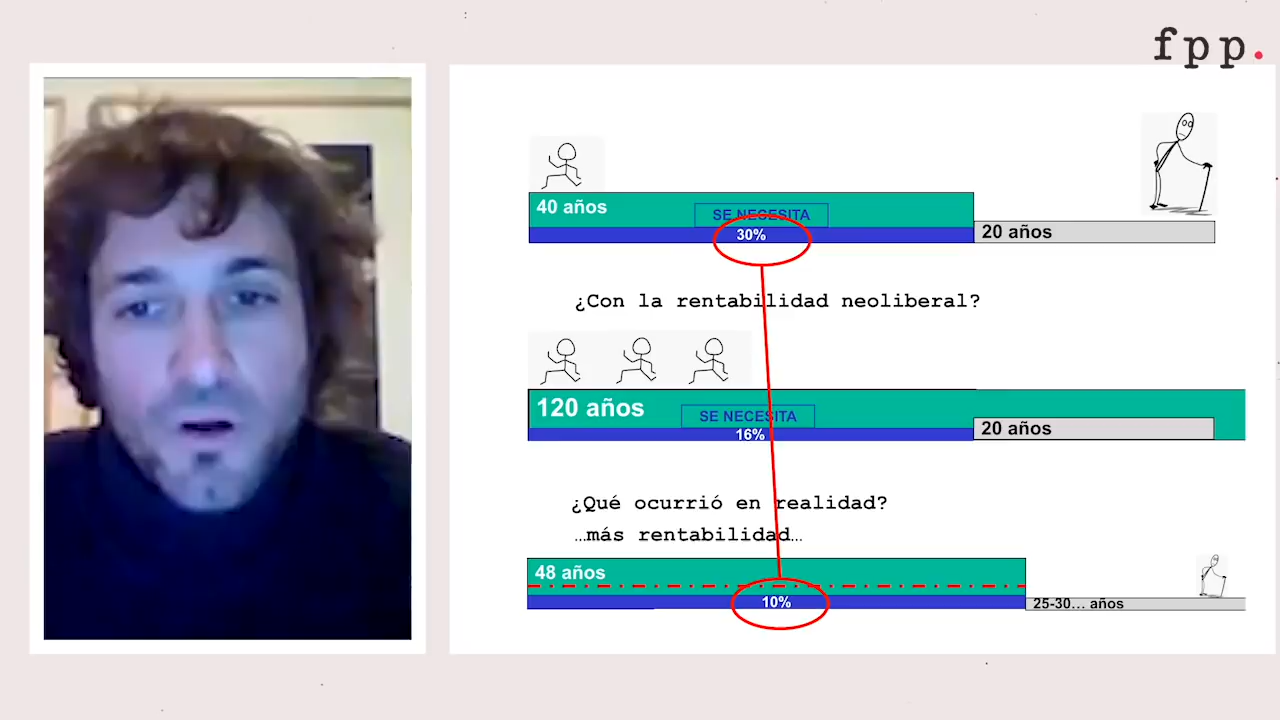 fpp.
40 años
SE NECESITA
30%
20 años
¿Con la rentabilidad neoliberal?
120 años
SE NECESITA
16%
20 años
¿Qué ocurrió en realidad?
…más rentabilidad…
48 años
10%
25-30… años